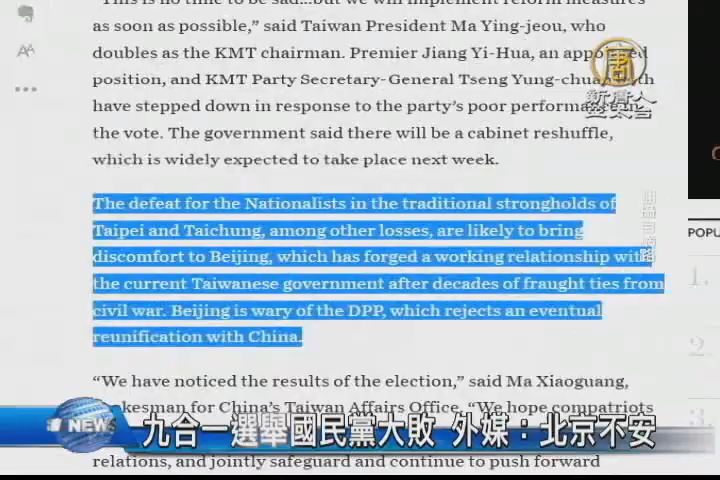 "This is no time to be sad...but we will implement reform measures
as soon as possible," said Taiwan President Ma Ying-jeou, who
doubles as the KMT chairman. Premier Jiang Yi-Hua, an appointed
position, and KMT Party Secretary-General Tseng Yung-chuan both
have stepped down in response to the party's poor performance in
the vote. The government said there will be a cabinet reshuffle,
which is widely expected to take place next week.
新唐人
亞太台
The defeat for the Nationalists in the traditional strongholds of
Taipei and Taichung, among other losses, are likely to bring
discomfort to Beijing, which has forged a working relationship with
the current Taiwanese government after decades of fraught ties from
civil war. Beijing is wary of the DPP, which rejects an eventual
reunification with China.
POPU
1.
2.
3.
"We have noticed the results of the election," said Ma Xiaoguang,
spokesman for China's Taiwan Affairs Office. "We hope compatriots
NEWS
九合一選舉國民黨大敗 外媒：北京不安
relations, and jointly safeguard and continue to push forward